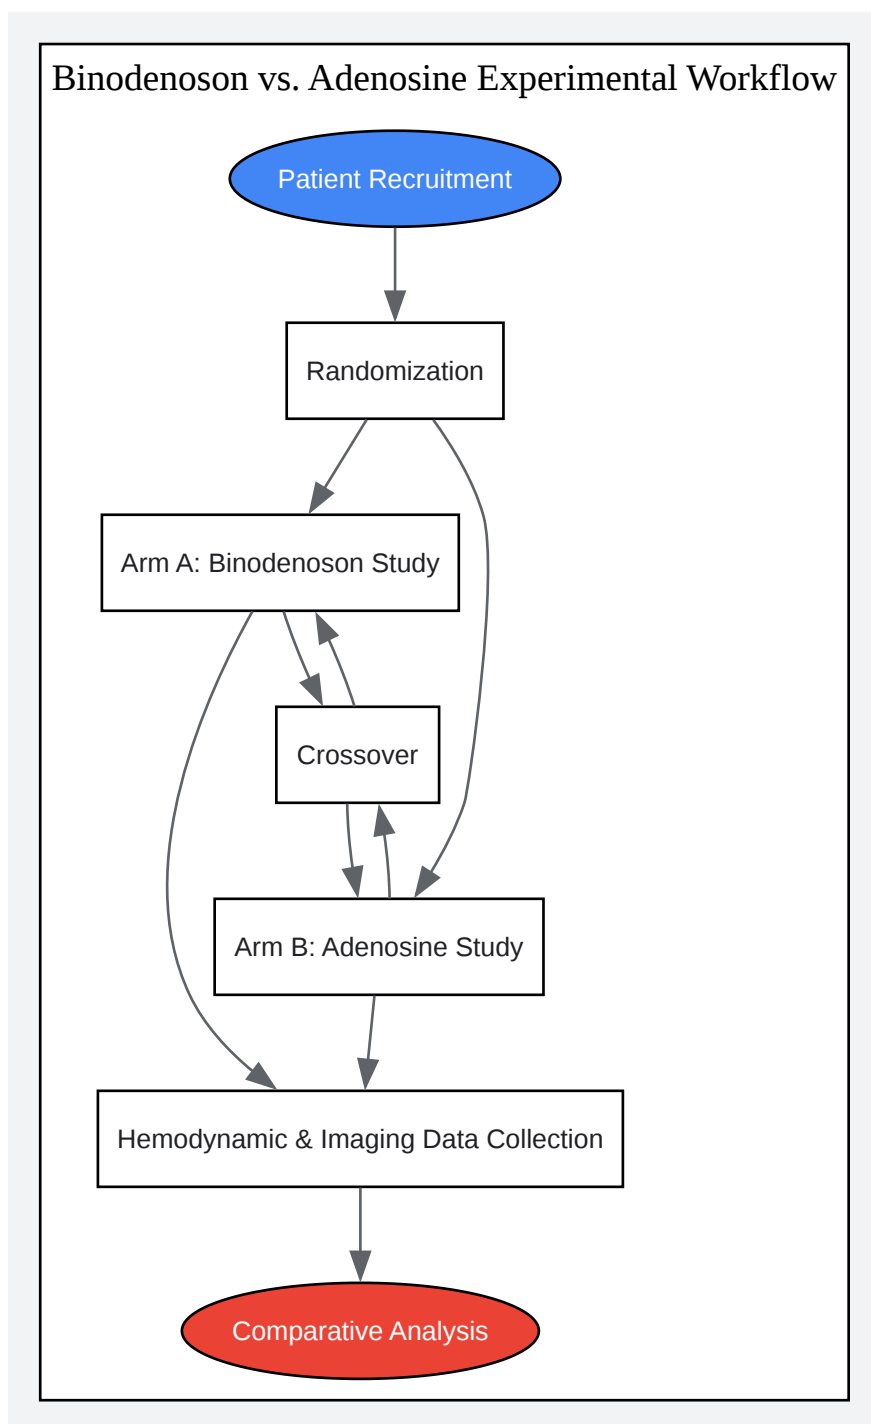 Binodenoson vs. Adenosine Experimental Workflow
Patient Recruitment
Randomization
Arm A: Binodenoson Study
Crossover
Arm B: Adenosine Study
Hemodynamic & Imaging Data Collection
Comparative Analysis